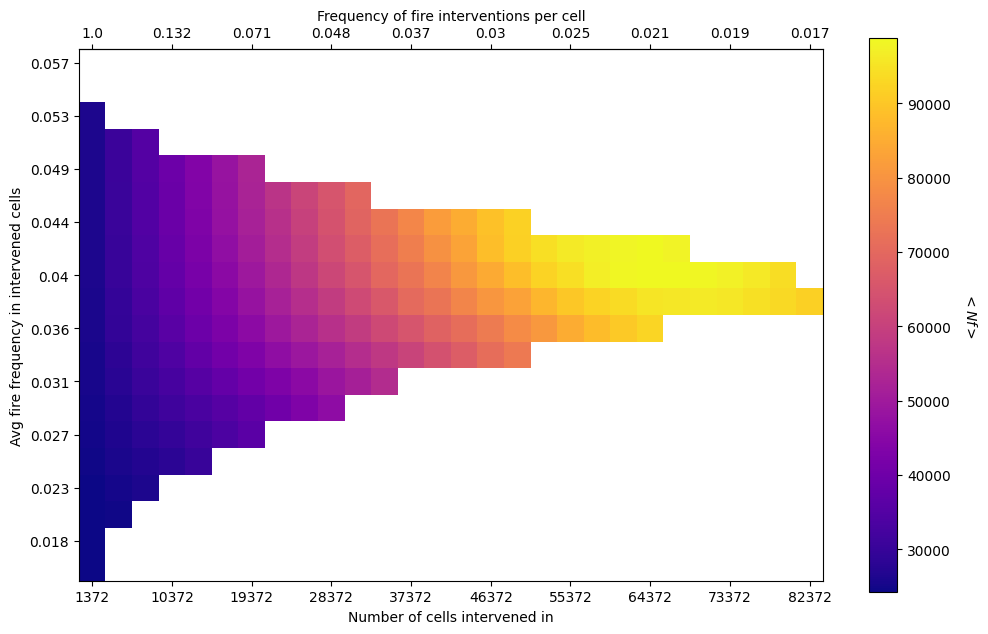 Frequency of fire interventions per cell
1.0 0.132 0.071 0.048 0.037 0.03 0.025 0.021 0.019 0.017
0.057
0.053
0.049
0.044
0.04
0.036
0.031
0.027
0.023
0.018
Avg fire frequency in intervened cells
1372 10372 19372 28372 37372 46372 55372 64372 73372 82372
Number of cells intervened in
90000
80000
70000
60000
50000
40000
30000
< Nf >